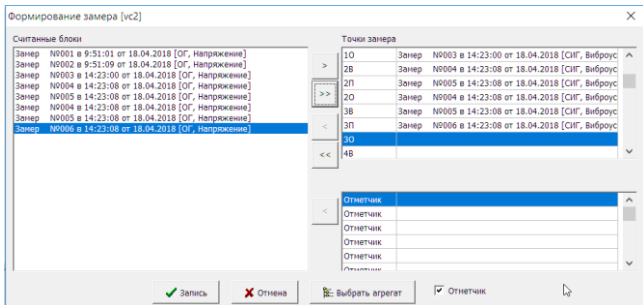 Формирование замера [vc2]
Считанные блоки
Замер №001 в 9:51:01 от 18.04.2018 [ОГ, Напряжение]
Замер №002 в 9:51:09 от 18.04.2018 [ОГ, Напряжение]
Замер №003 в 14:23:00 от 18.04.2018 [ОГ, Напряжение]
Замер №004 в 14:23:08 от 18.04.2018 [ОГ, Напряжение]
Замер №005 в 14:23:08 от 18.04.2018 [ОГ, Напряжение]
Замер №004 в 14:23:08 от 18.04.2018 [ОГ, Напряжение]
Замер №005 в 14:23:08 от 18.04.2018 [ОГ, Напряжение]
Замер №006 в 14:23:08 от 18.04.2018 [ОГ, Напряжение]
>
>>
<
<<
<
Точки замера
1О Замер №003 в 14:23:00 от 18.04.2018 [СИГ, Виброус
2В Замер №004 в 14:23:08 от 18.04.2018 [СИГ, Виброус
2П Замер №005 в 14:23:08 от 18.04.2018 [СИГ, Виброус
2О Замер №004 в 14:23:08 от 18.04.2018 [СИГ, Виброус
3В Замер №005 в 14:23:08 от 18.04.2018 [СИГ, Виброус
3П Замер №006 в 14:23:08 от 18.04.2018 [СИГ, Виброус
3О
4В
Отметчик
Отметчик
Отметчик
Отметчик
Отметчик
Отметчик
Запись
Отмена
Выбрать агрегат
Отметчик